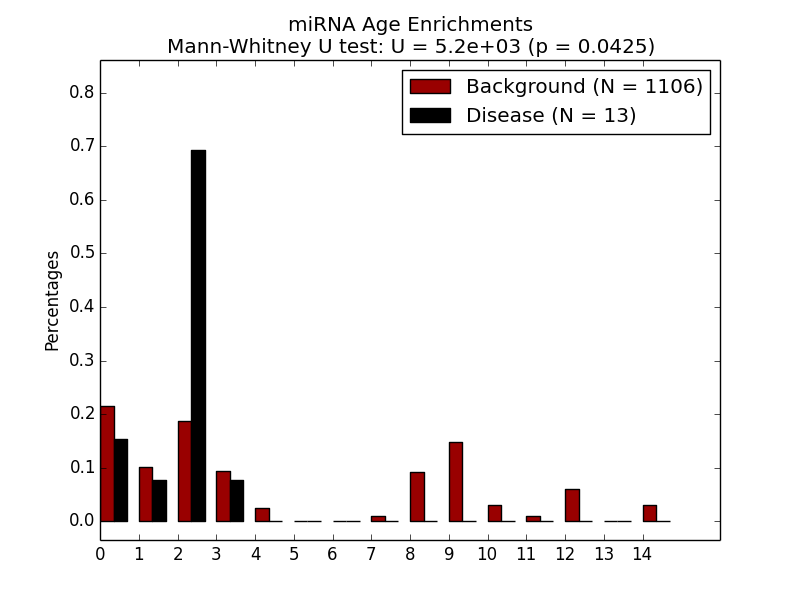 miRNA Age Enrichments
Mann-Whitney U test: U = 5.2e+03 (p = 0.0425)
Background (N = 1106)
Disease (N = 13)
Percentages
0.8
0.7
0.6
0.5
0.4
0.3
0.2
0.1
0.0
0 1 2 3 4 5 6 7 8 9 10 11 12 13 14